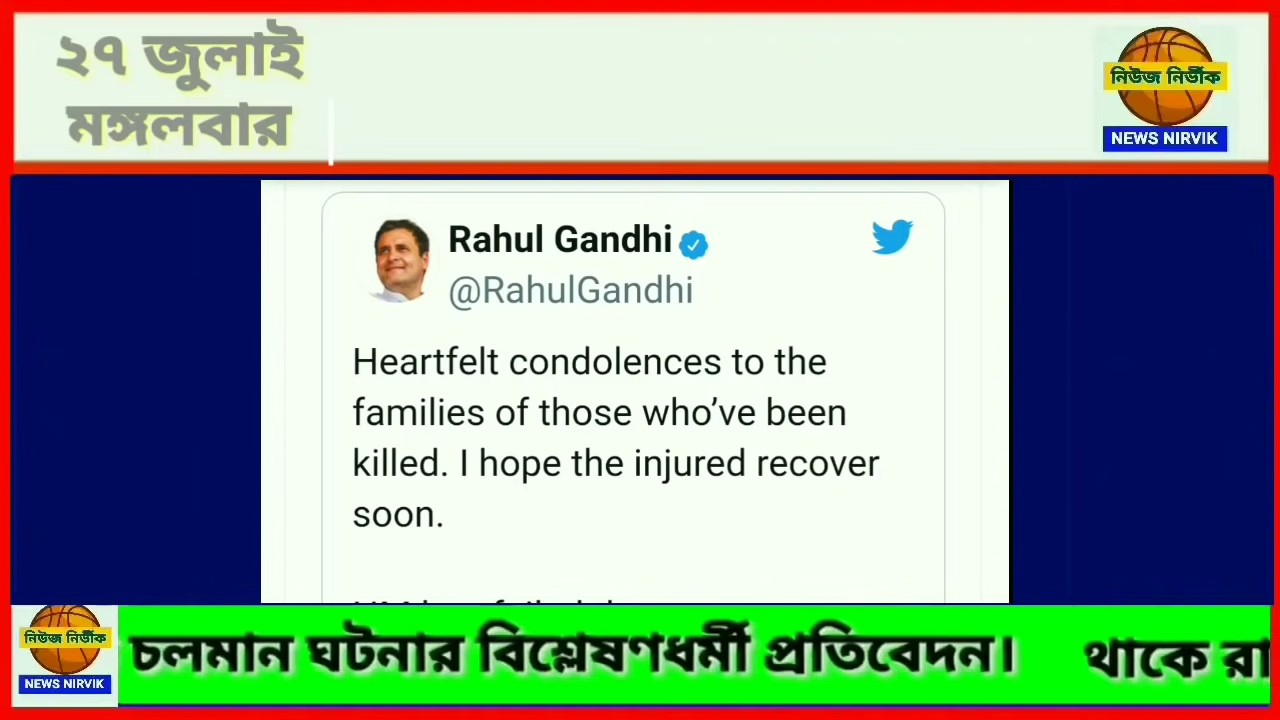 ২৭ জুলাই
মঙ্গলবার
নিউজ নির্ভীক
NEWS NIRVIK
Rahul Gandhi
@RahulGandhi
Heartfelt condolences to the
families of those who’ve been
killed. I hope the injured recover
soon.
নিউজ নির্ভীক
NEWS NIRVIK
চলমান ঘটনার বিশ্লেষণধর্মী প্রতিবেদন। থাকে